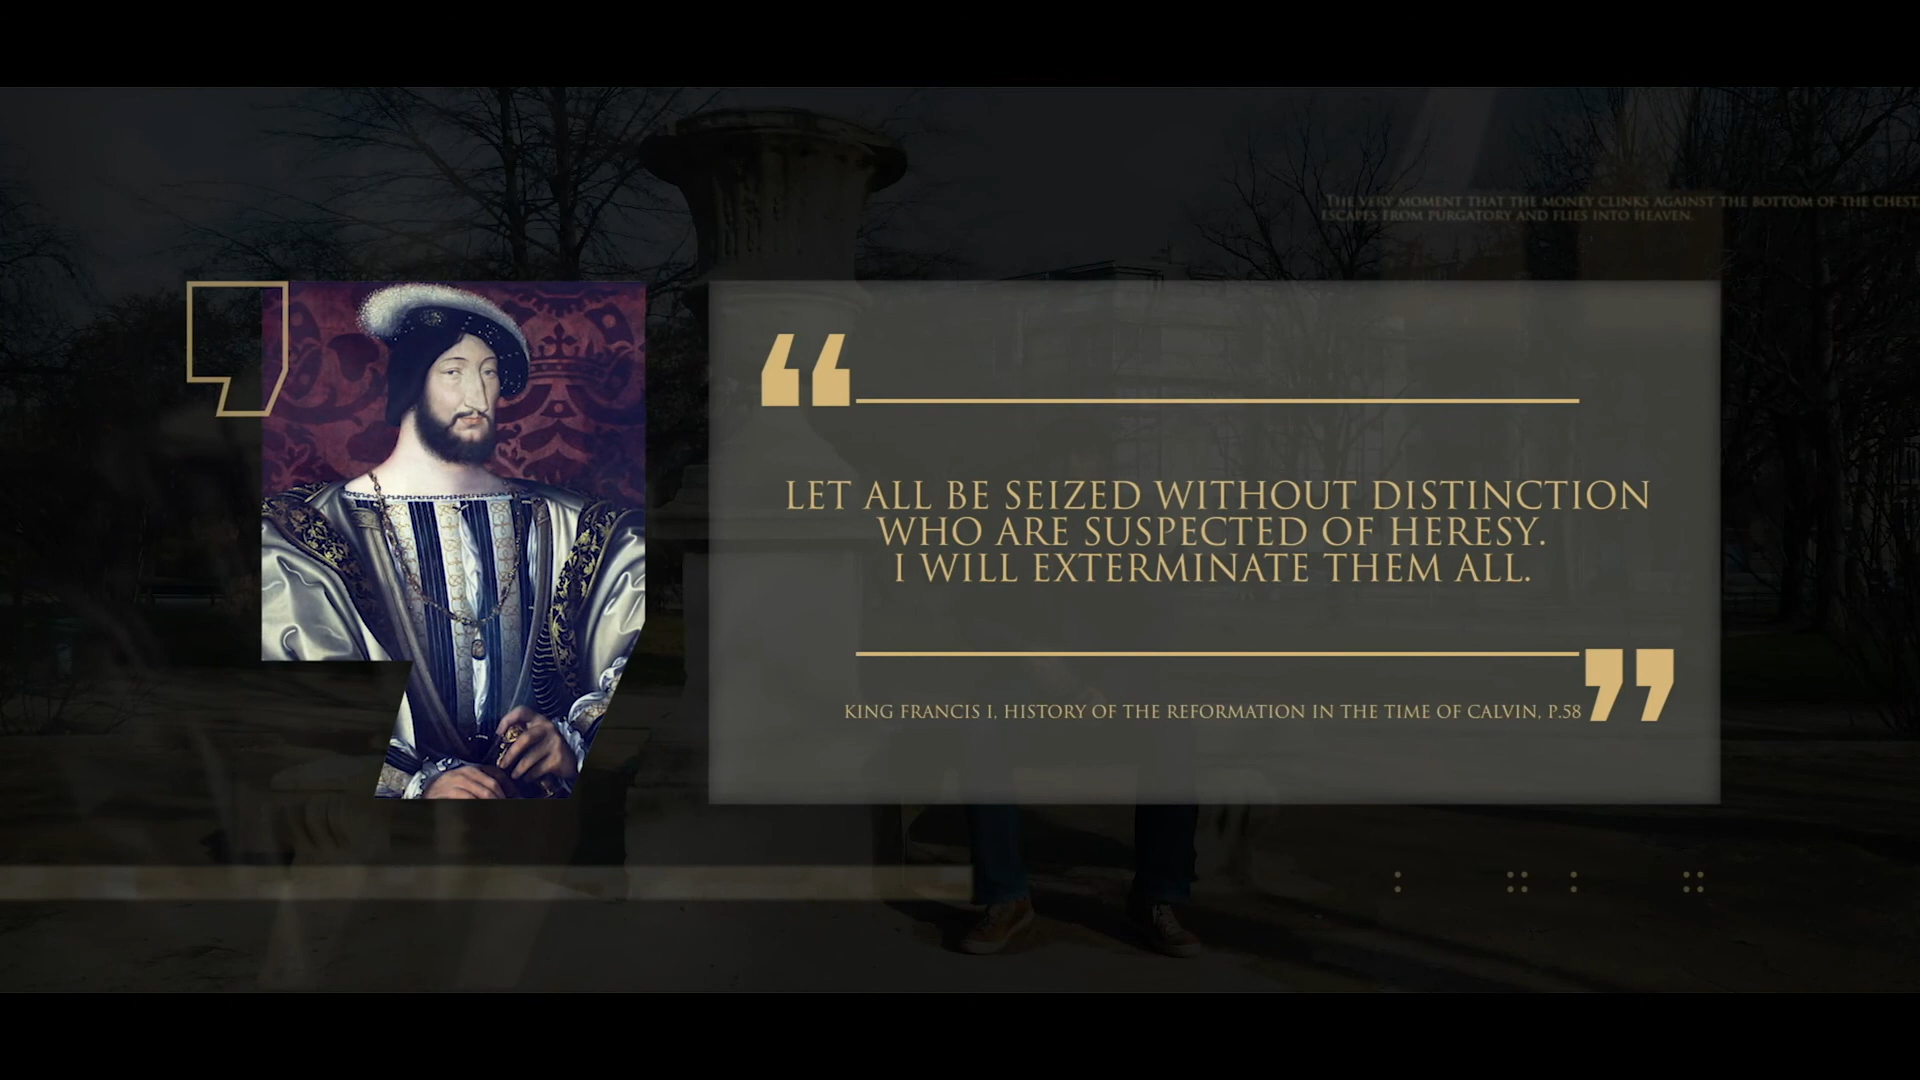 THE VERY MOMENT THAT THE MONEY CLINKS AGAINST THE BOTTOM OF THE CHEST,
ESCAPES FROM PURGATORY AND FLIES INTO HEAVEN.
“
LET ALL BE SEIZED WITHOUT DISTINCTION
WHO ARE SUSPECTED OF HERESY.
I WILL EXTERMINATE THEM ALL.
”
KING FRANCIS I, HISTORY OF THE REFORMATION IN THE TIME OF CALVIN, P.58